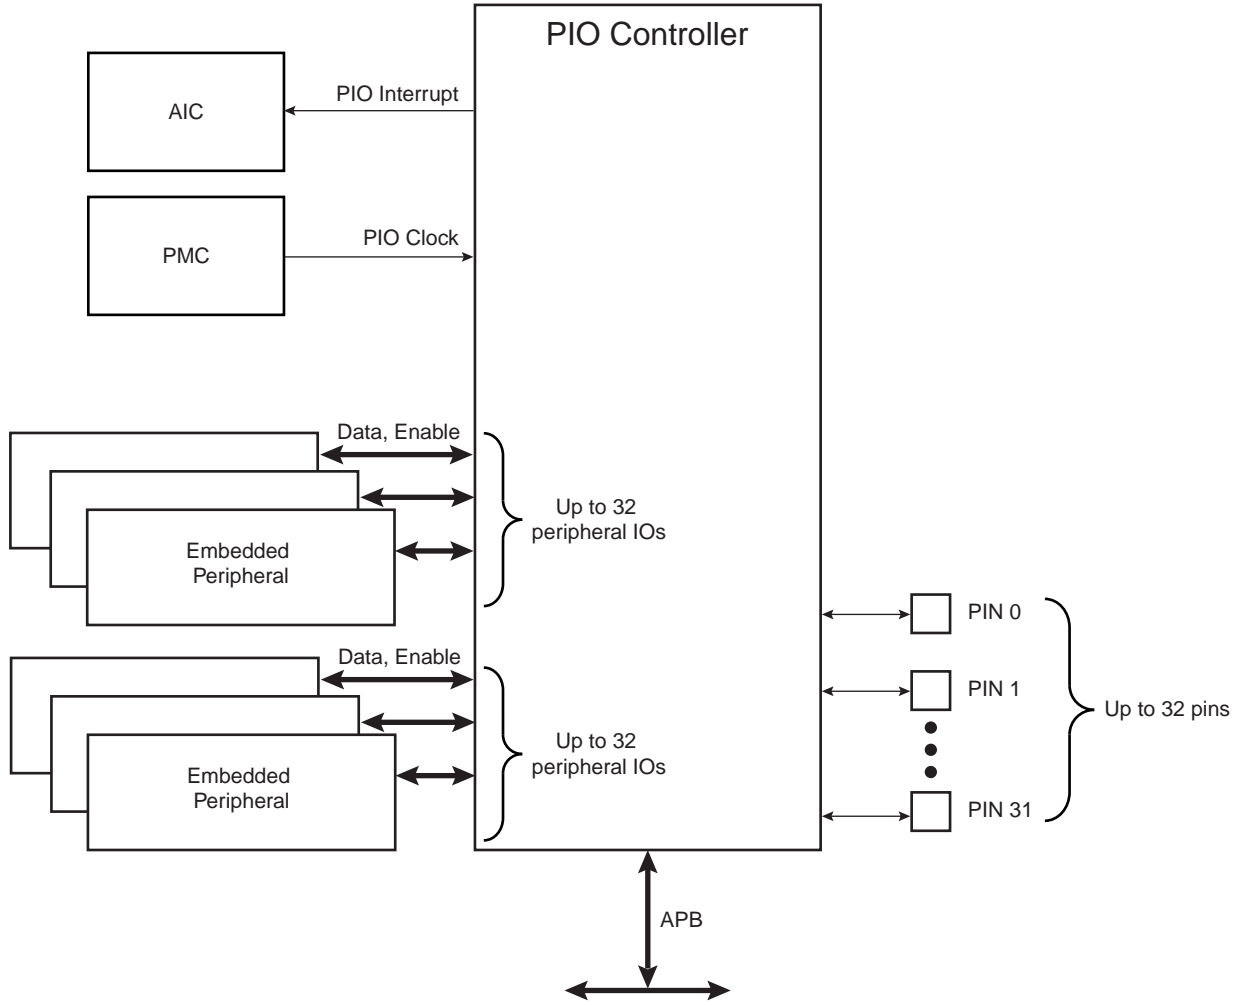 PIO Controller
AIC
PIO Interrupt
PMC
PIO Clock
Data, Enable
Up to 32
peripheral IOs
Embedded
Peripheral
PIN 0
Data, Enable
PIN 1
Up to 32 pins
Up to 32
peripheral IOs
Embedded
Peripheral
PIN 31
APB